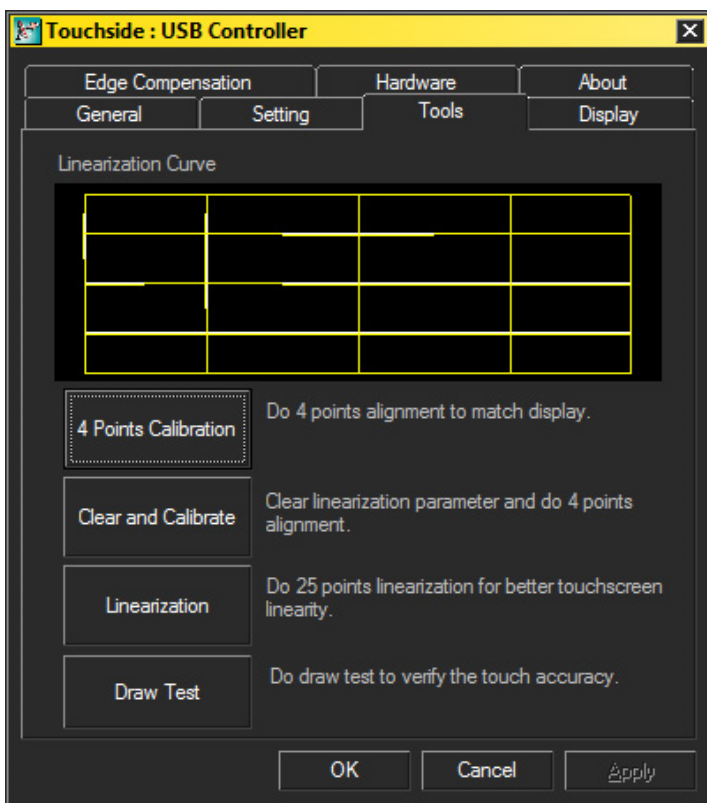 Touchside : USB Controller
Edge Compensation Hardware About
General Setting Tools Display
Linearization Curve
4 Points Calibration
Do 4 points alignment to match display.
Clear and Calibrate
Clear linearization parameter and do 4 points
alignment.
Linearization
Do 25 points linearization for better touchscreen
linearity.
Draw Test
Do draw test to verify the touch accuracy.
OK Cancel Apply